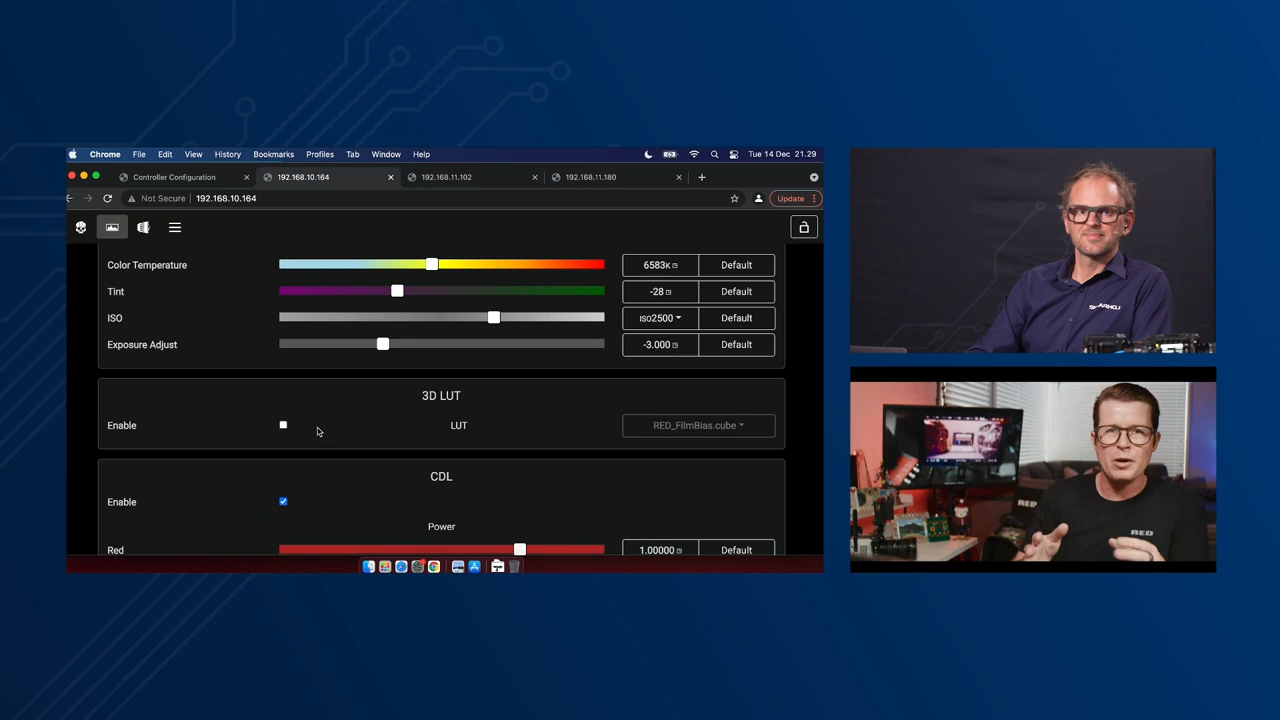 Chrome File Edit View History Bookmarks Profiles Tab Window Help Tue 14 Dec 21.29
Controller Configuration 192.168.10.164 192.168.11.102 192.168.11.180
Not Secure 192.168.10.164 Update
Color Temperature 6583K Default
Tint -28 Default
ISO ISO2500 Default
Exposure Adjust -3.000 Default
3D LUT
Enable LUT RED_FilmBias.cube
CDL
Enable
Power
Red 1.00000 Default
SKAARHOJ
RED
RED